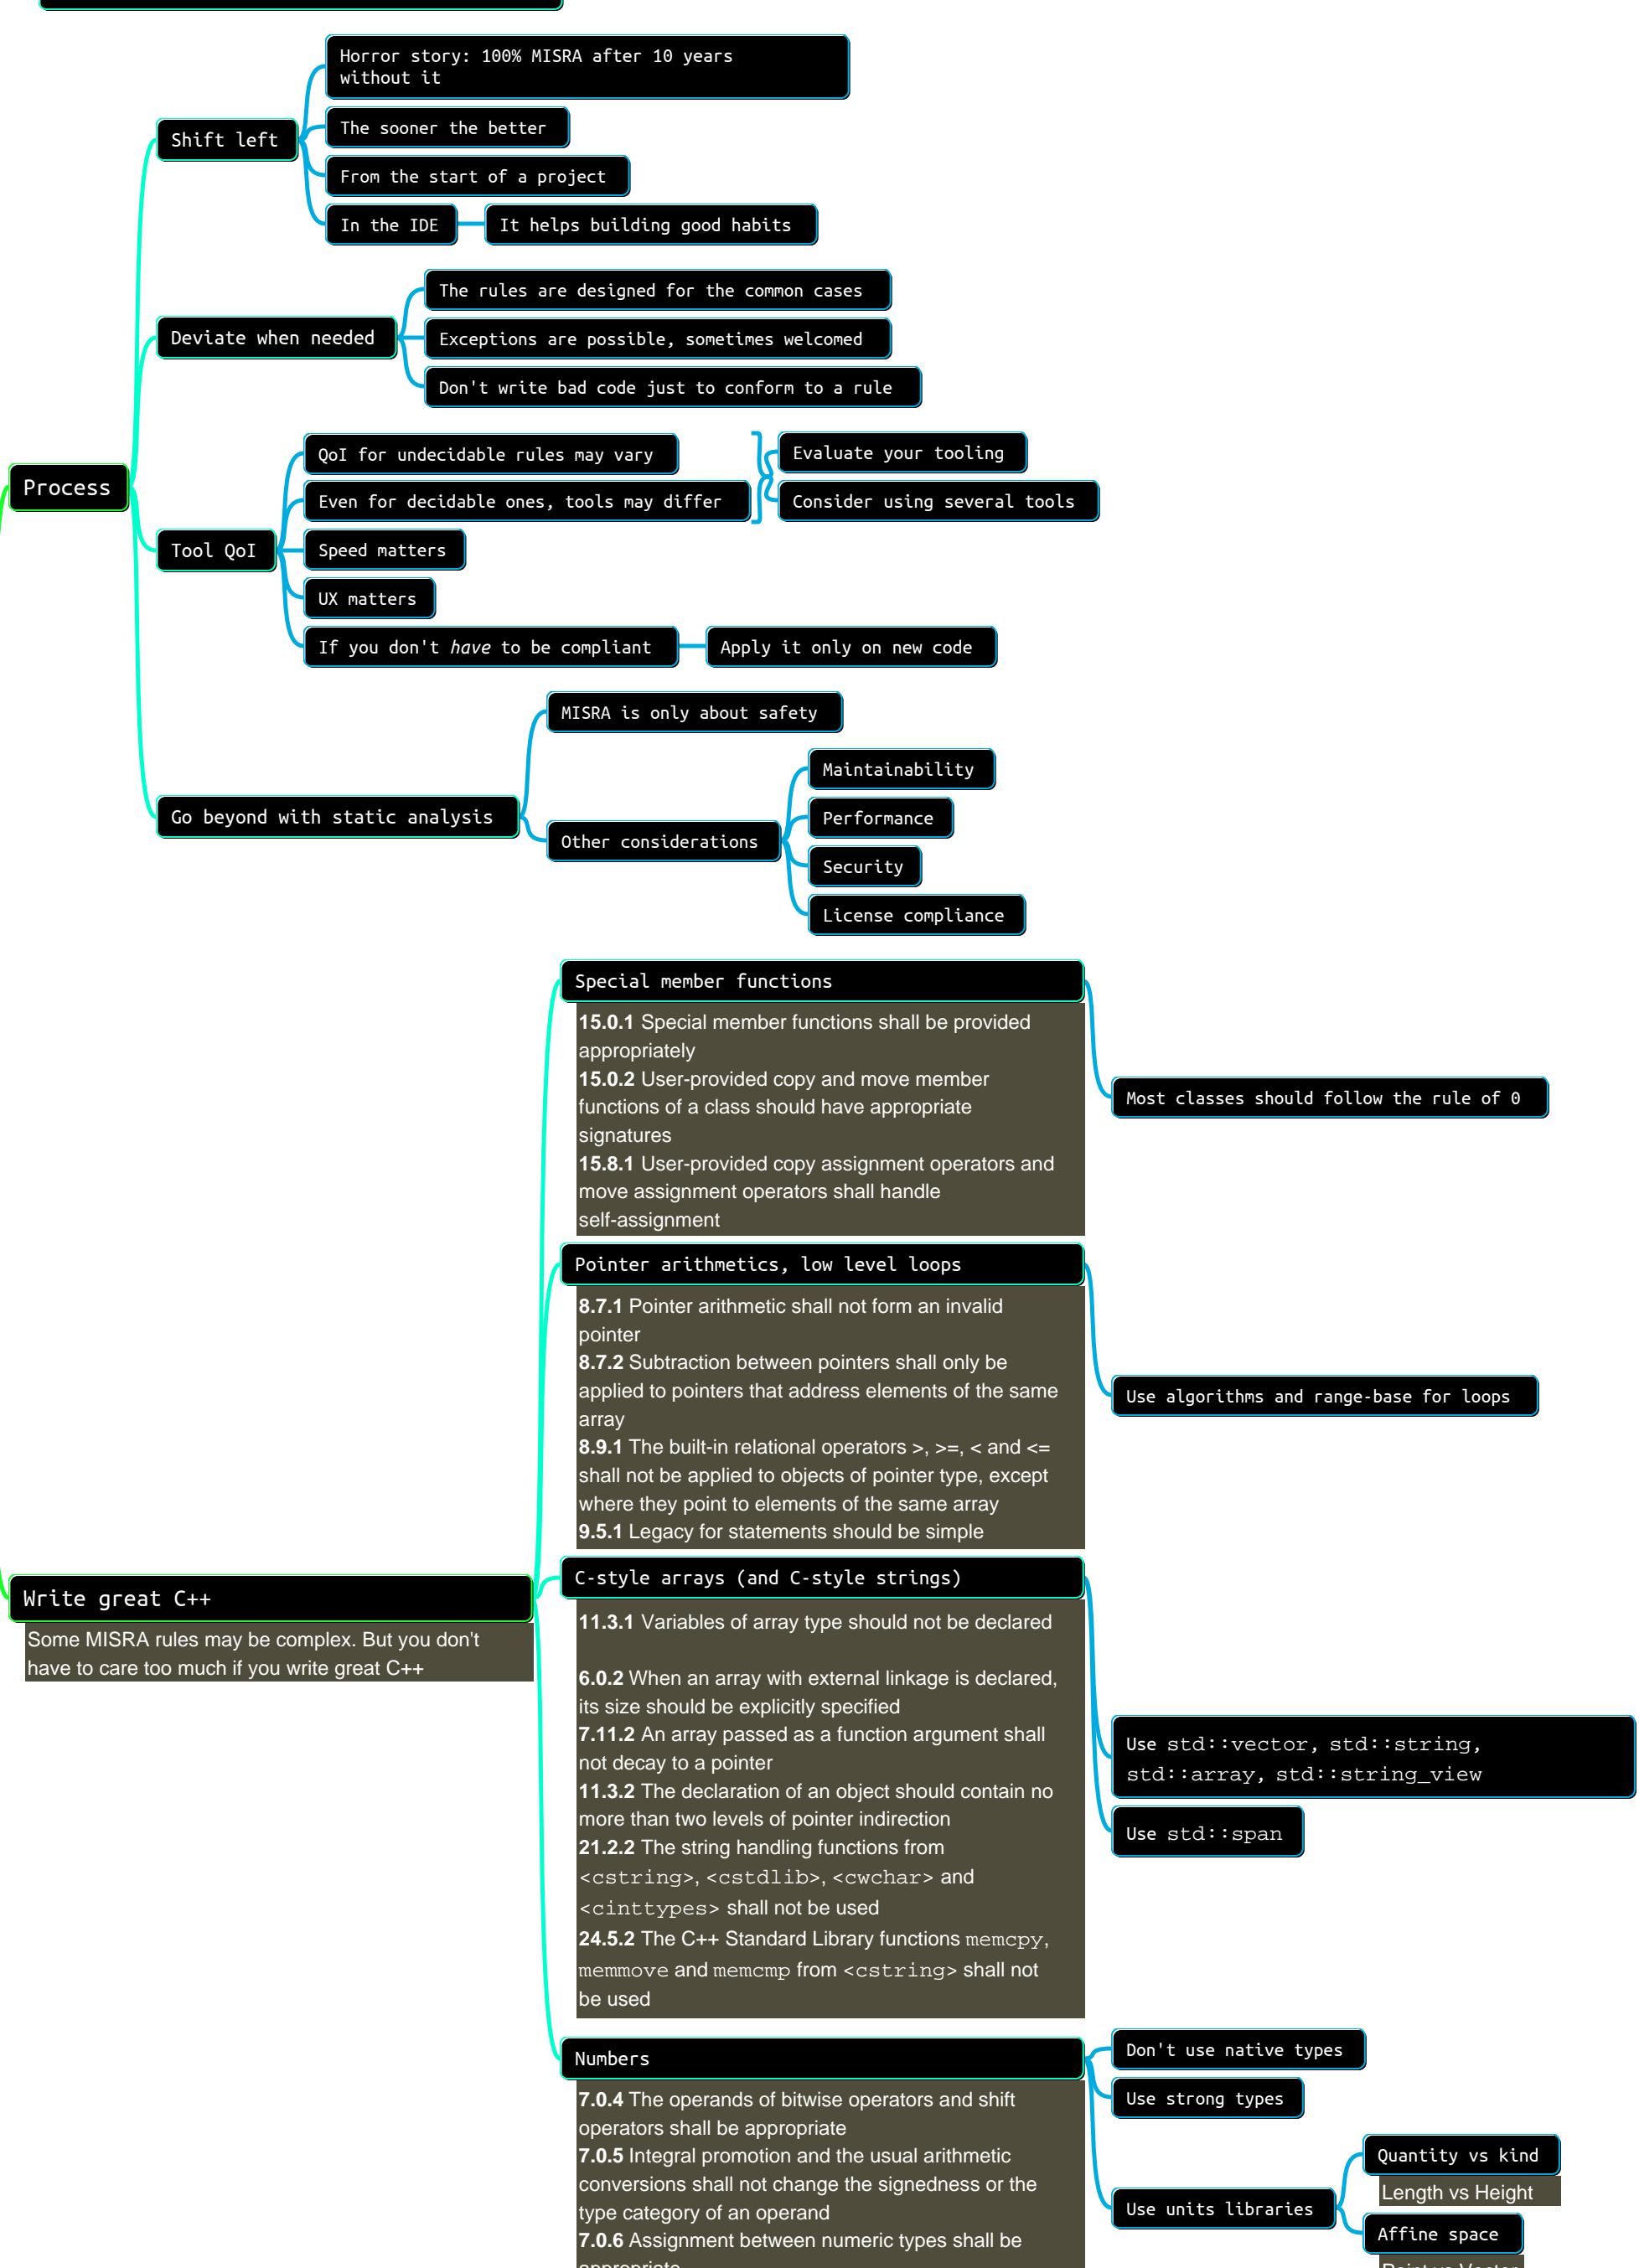 Horror story: 100% MISRA after 10 years
without it
The sooner the better
Shift left
From the start of a project
In the IDE
It helps building good habits
The rules are designed for the common cases
Deviate when needed
Exceptions are possible, sometimes welcomed
Don't write bad code just to conform to a rule
QoI for undecidable rules may vary
Evaluate your tooling
Process
Even for decidable ones, tools may differ
Consider using several tools
Tool QoI
Speed matters
UX matters
If you don't have to be compliant
Apply it only on new code
MISRA is only about safety
Maintainability
Go beyond with static analysis
Performance
Other considerations
Security
License compliance
Special member functions
15.0.1 Special member functions shall be provided
appropriately
15.0.2 User-provided copy and move member
functions of a class should have appropriate
signatures
15.8.1 User-provided copy assignment operators and
move assignment operators shall handle
self-assignment
Most classes should follow the rule of 0
Pointer arithmetics, low level loops
8.7.1 Pointer arithmetic shall not form an invalid
pointer
8.7.2 Subtraction between pointers shall only be
applied to pointers that address elements of the same
array
8.9.1 The built-in relational operators >, >=, < and <=
shall not be applied to objects of pointer type, except
where they point to elements of the same array
9.5.1 Legacy for statements should be simple
Use algorithms and range-base for loops
Write great C++
Some MISRA rules may be complex. But you don't
have to care too much if you write great C++
C-style arrays (and C-style strings)
11.3.1 Variables of array type should not be declared
6.0.2 When an array with external linkage is declared,
its size should be explicitly specified
7.11.2 An array passed as a function argument shall
not decay to a pointer
11.3.2 The declaration of an object should contain no
more than two levels of pointer indirection
21.2.2 The string handling functions from
<cstring>, <cstdlib>, <cwchar> and
<cinttypes> shall not be used
24.5.2 The C++ Standard Library functions memcpy,
memmove and memcmp from <cstring> shall not
be used
Use std::vector, std::string,
std::array, std::string_view
Use std::span
Numbers
7.0.4 The operands of bitwise operators and shift
operators shall be appropriate
7.0.5 Integral promotion and the usual arithmetic
conversions shall not change the signedness or the
type category of an operand
7.0.6 Assignment between numeric types shall be
appropriate
Don't use native types
Use strong types
Use units libraries
Quantity vs kind
Length vs Height
Affine space
Point vs Vector